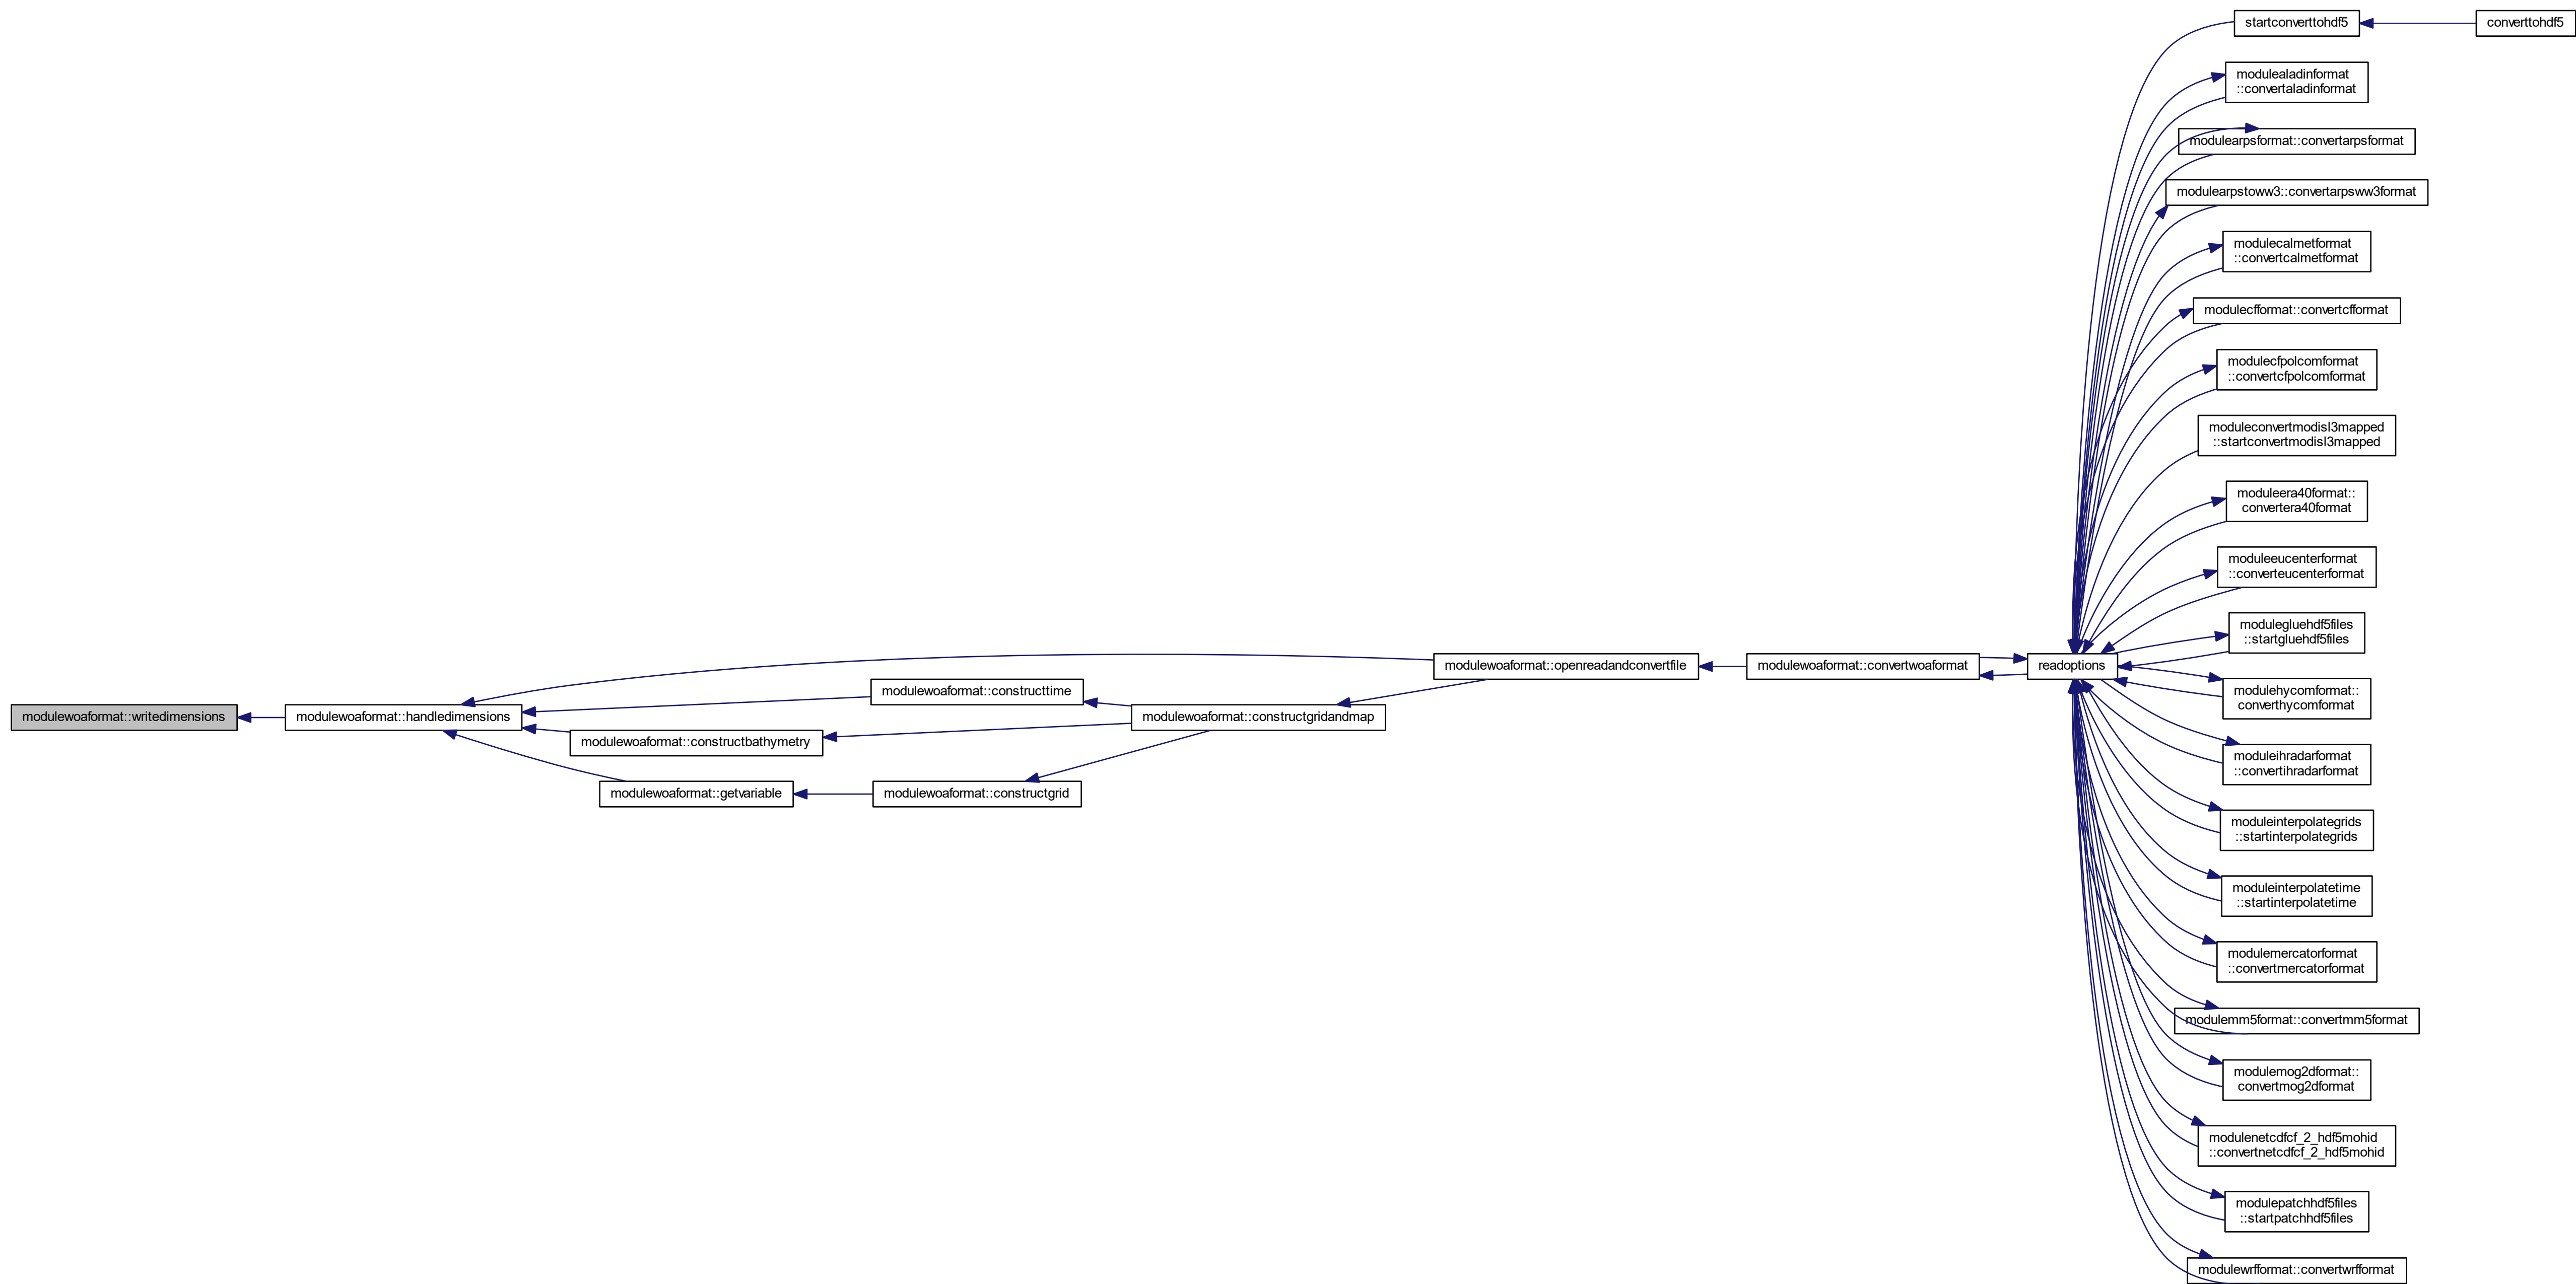 modulewoaformat::writedimensions
modulewoaformat::handledimensions
modulewoaformat::constructtime
modulewoaformat::constructbathymetry
modulewoaformat::getvariable
modulewoaformat::constructgrid
modulewoaformat::constructgridandmap
modulewoaformat::openreadandconvertfile
modulewoaformat::convertwoaformat
readoptions
startconverttohdf5
converttohdf5
modulealadinformat
::convertaladinformat
modulearpsformat::convertarpsformat
modulearpstoww3::convertarpsww3format
modulecalmetformat
::convertcalmetformat
modulecfformat::convertcfformat
modulecfpolcomformat
::convertcfpolcomformat
moduleconvertmodisl3mapped
::startconvertmodisl3mapped
moduleera40format::
convertera40format
moduleeucenterformat
::converteucenterformat
modulegluehdf5files
::startgluehdf5files
modulehycomformat::
converthycomformat
moduleihradarformat
::convertihradarformat
moduleinterpolategrids
::startinterpolategrids
moduleinterpolatetime
::startinterpolatetime
modulemercatorformat
::convertmercatorformat
modulemm5format::convertmm5format
modulemog2dformat::
convertmog2dformat
modulenetcdfcf_2_hdf5mohid
::convertnetcdfcf_2_hdf5mohid
modulepatchhdf5files
::startpatchhdf5files
modulewrfformat::convertwrfformat